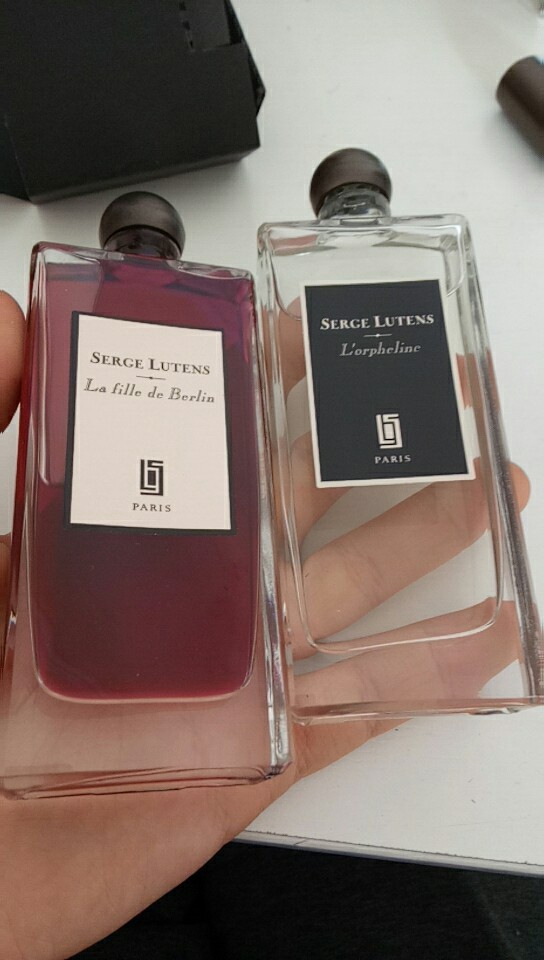 SERGE LUTENS
La fille de Berlin
PARIS
SERGE LUTENS
L'orpheline
PARIS